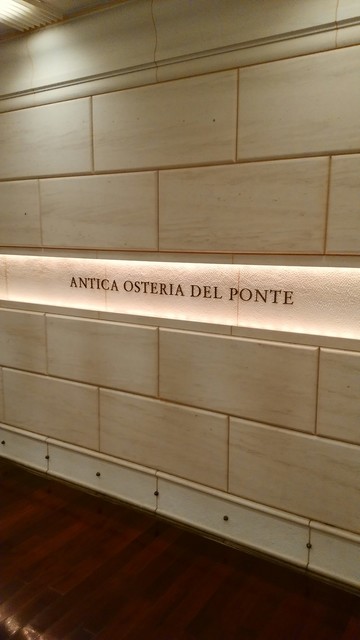 ANTICA OSTERIA DEL PONTE